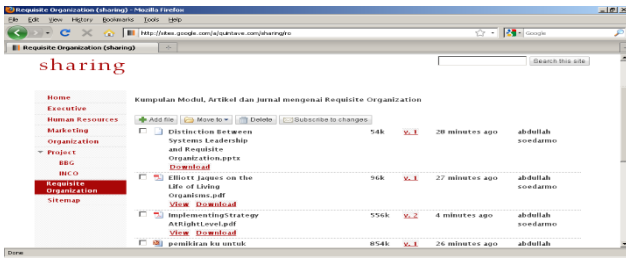 Requisite Organization (sharing) - Mozilla Firefox
File Edit View History Bookmarks Tools Help
http://sites.google.com/a/quintave.com/sharing/ro
Google
Requisite Organization (sharing)
sharing
Search this site
Home
Executive
Human Resources
Marketing
Organization
Project
BBG
INCO
Requisite
Organization
Sitemap
Kumpulan Modul, Artikel dan Jurnal mengenai Requisite Organization
Add file Move to Delete Subscribe to changes
Distinction Between 54k v. 1 28 minutes ago abdullah
Systems Leadership soedarmo
and Requisite
Organization.pptx
Download
Elliott Jaques on the 96k v. 1 27 minutes ago abdullah
Life of Living soedarmo
Organisms.pdf
View Download
ImplementingStrategy 556k v. 2 4 minutes ago abdullah
AtRightLevel.pdf soedarmo
View Download
pemikiran ku untuk 854k v. 1 26 minutes ago abdullah
Done